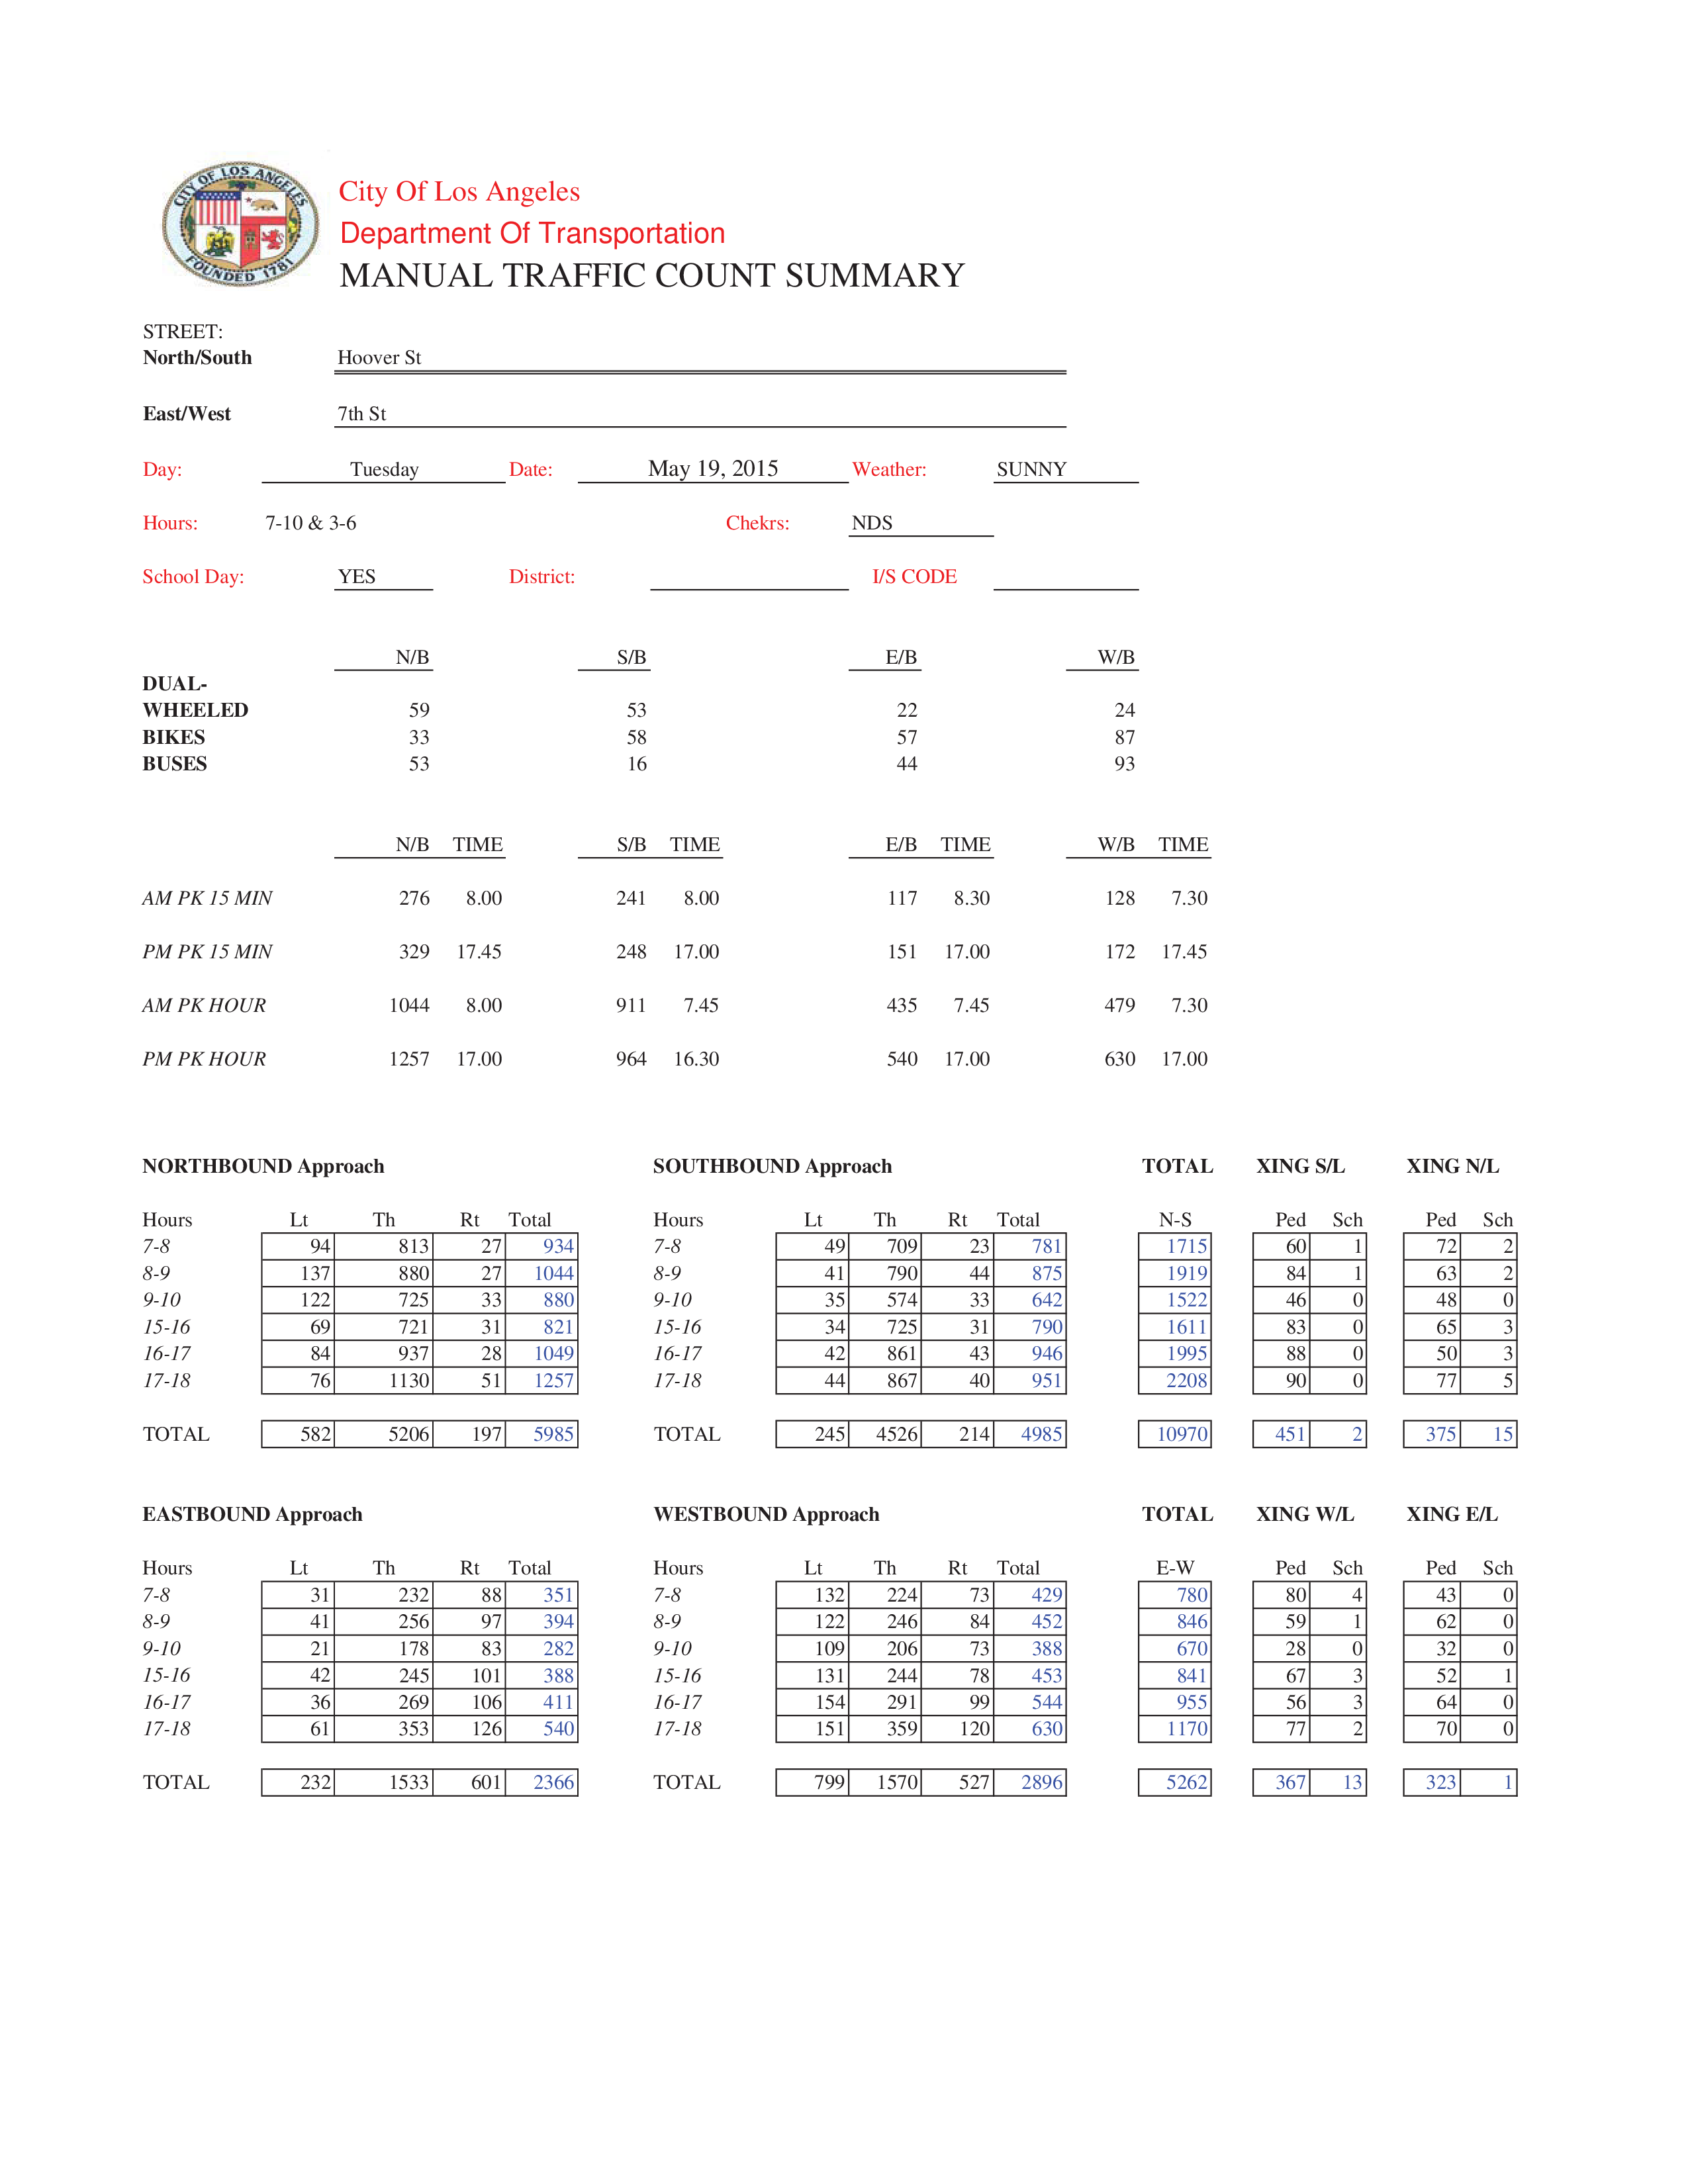 CITY OF LOS ANGELES
FOUNDED 1781
City Of Los Angeles
Department Of Transportation
MANUAL TRAFFIC COUNT SUMMARY
STREET:
North/South Hoover St
East/West 7th St
Day: Tuesday Date: May 19, 2015 Weather: SUNNY
Hours: 7-10 & 3-6 Chekrs: NDS
School Day: YES District: I/S CODE
N/B S/B E/B W/B
DUAL-
WHEELED 59 53 22 24
BIKES 33 58 57 87
BUSES 53 16 44 93
N/B TIME S/B TIME E/B TIME W/B TIME
AM PK 15 MIN 276 8.00 241 8.00 117 8.30 128 7.30
PM PK 15 MIN 329 17.45 248 17.00 151 17.00 172 17.45
AM PK HOUR 1044 8.00 911 7.45 435 7.45 479 7.30
PM PK HOUR 1257 17.00 964 16.30 540 17.00 630 17.00
NORTHBOUND Approach SOUTHBOUND Approach TOTAL XING S/L XING N/L
Hours Lt Th Rt Total Hours Lt Th Rt Total N-S Ped Sch Ped Sch
7-8 94 813 27 934 7-8 49 709 23 781 1715 60 1 72 2
8-9 137 880 27 1044 8-9 41 790 44 875 1919 84 1 63 2
9-10 122 725 33 880 9-10 35 574 33 642 1522 46 0 48 0
15-16 69 721 31 821 15-16 34 725 31 790 1611 83 0 65 3
16-17 84 937 28 1049 16-17 42 861 43 946 1995 88 0 50 3
17-18 76 1130 51 1257 17-18 44 867 40 951 2208 90 0 77 5
TOTAL 582 5206 197 5985 TOTAL 245 4526 214 4985 10970 451 2 375 15
EASTBOUND Approach WESTBOUND Approach TOTAL XING W/L XING E/L
Hours Lt Th Rt Total Hours Lt Th Rt Total E-W Ped Sch Ped Sch
7-8 31 232 88 351 7-8 132 224 73 429 780 80 4 43 0
8-9 41 256 97 394 8-9 122 246 84 452 846 59 1 62 0
9-10 21 178 83 282 9-10 109 206 73 388 670 28 0 32 0
15-16 42 245 101 388 15-16 131 244 78 453 841 67 3 52 1
16-17 36 269 106 411 16-17 154 291 99 544 955 56 3 64 0
17-18 61 353 126 540 17-18 151 359 120 630 1170 77 2 70 0
TOTAL 232 1533 601 2366 TOTAL 799 1570 527 2896 5262 367 13 323 1